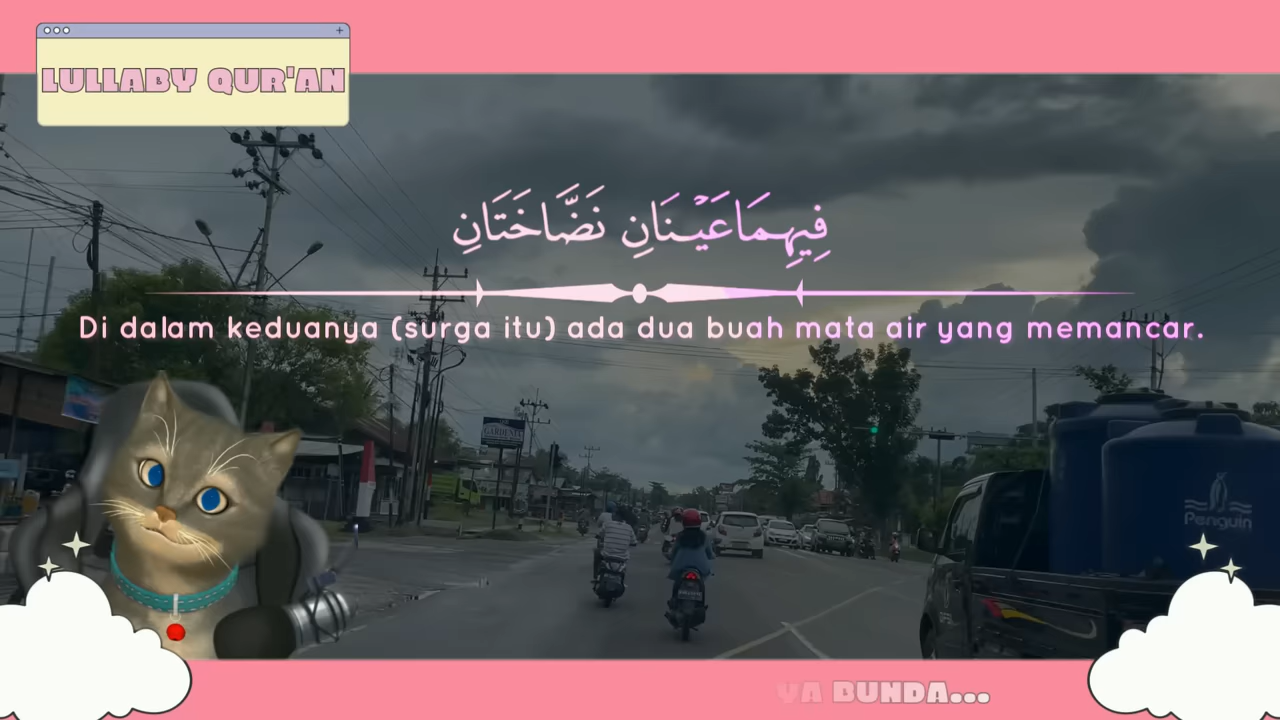 LULLABY QUR'AN
فِيهِمَا عَيْنَانِ نَضَّاخَتَانِ
Di dalam keduanya (surga itu) ada dua buah mata air yang memancar.
GARDENIA
Penguin
YA BUNDA...